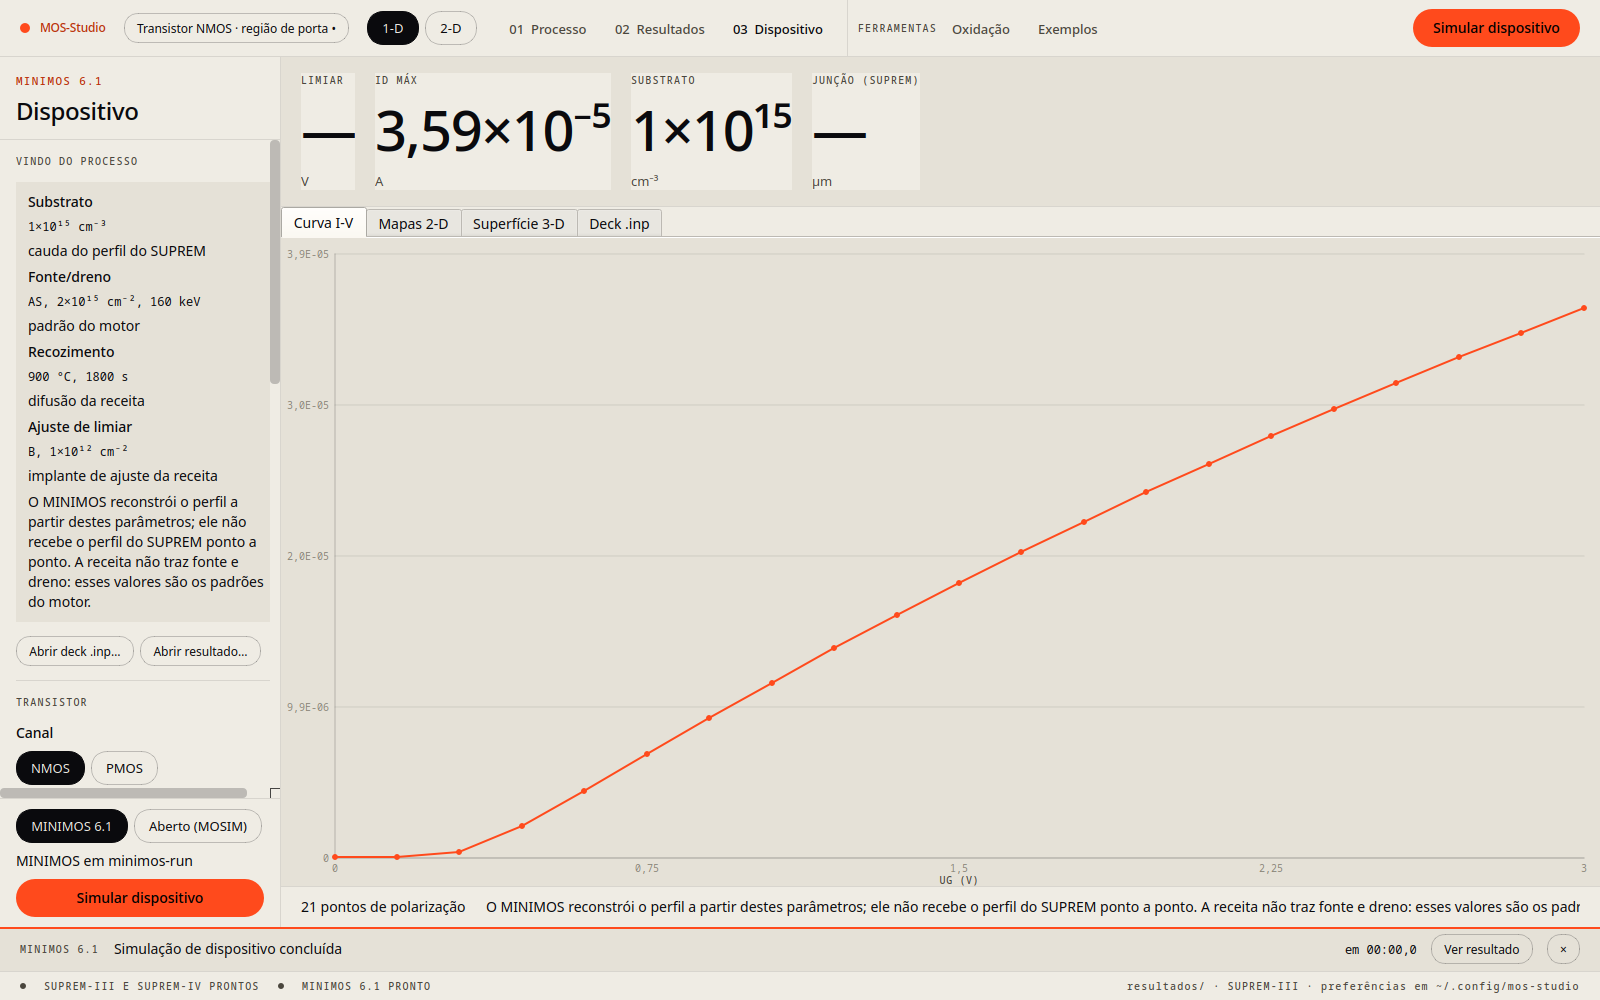 MOS-Studio
Transistor NMOS · região de porta •
1-D
2-D
01 Processo
02 Resultados
03 Dispositivo
FERRAMENTAS
Oxidação
Exemplos
Simular dispositivo
MINIMOS 6.1
Dispositivo
VINDO DO PROCESSO
Substrato
1×10¹⁵ cm⁻³
cauda do perfil do SUPREM
Fonte/dreno
AS, 2×10¹⁵ cm⁻², 160 keV
padrão do motor
Recozimento
900 °C, 1800 s
difusão da receita
Ajuste de limiar
B, 1×10¹² cm⁻²
implante de ajuste da receita
O MINIMOS reconstrói o perfil a
partir destes parâmetros; ele não
recebe o perfil do SUPREM ponto a
ponto. A receita não traz fonte e
dreno: esses valores são os padrões
do motor.
Abrir deck .inp...
Abrir resultado...
TRANSISTOR
Canal
NMOS
PMOS
MINIMOS 6.1
Aberto (MOSIM)
MINIMOS em minimos-run
Simular dispositivo
LIMIAR
—
V
ID MÁX
3,59×10⁻⁵
A
SUBSTRATO
1×10¹⁵
cm⁻³
JUNÇÃO (SUPREM)
—
µm
Curva I-V
Mapas 2-D
Superfície 3-D
Deck .inp
3,9E-05
3,0E-05
2,0E-05
9,9E-06
0
0
0,75
1,5
2,25
3
UG (V)
21 pontos de polarização
O MINIMOS reconstrói o perfil a partir destes parâmetros; ele não recebe o perfil do SUPREM ponto a ponto. A receita não traz fonte e dreno: esses valores são os padr
MINIMOS 6.1
Simulação de dispositivo concluída
em 00:00,0
Ver resultado
×
SUPREM-III E SUPREM-IV PRONTOS
MINIMOS 6.1 PRONTO
resultados/ · SUPREM-III · preferências em ~/.config/mos-studio